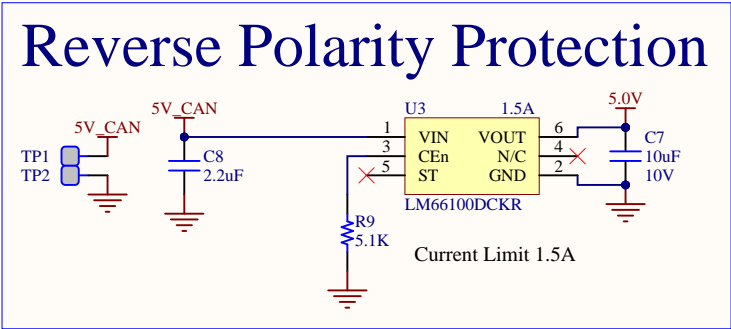 Reverse Polarity Protection
5V_CAN
TP1
TP2
5V_CAN
C8
2.2uF
U3 1.5A
1 VIN VOUT 6
3 CEn N/C 4
5 ST GND 2
LM66100DCKR
R9
5.1K
5.0V
C7
10uF
10V
Current Limit 1.5A